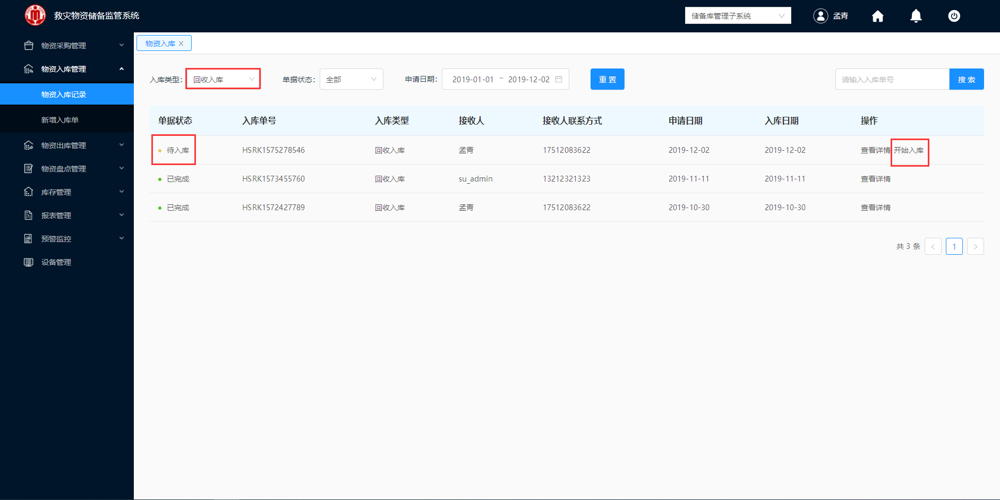 救灾物资储备监管系统
储备库管理子系统
孟青
物资采购管理
物资入库管理
物资入库记录
新增入库单
物资出库管理
物资盘点管理
库存管理
报表管理
预警监控
设备管理
物资入库
入库类型: 回收入库 单据状态: 全部 申请日期: 2019-01-01 ~ 2019-12-02 重 置 请输入入库单号 搜 索
单据状态 入库单号 入库类型 接收人 接收人联系方式 申请日期 入库日期 操作
待入库 HSRK1575278546 回收入库 孟青 17512083622 2019-12-02 2019-12-02 查看详情 开始入库
已完成 HSRK1573455760 回收入库 su_admin 13212321323 2019-11-11 2019-11-11 查看详情
已完成 HSRK1572427789 回收入库 孟青 17512083622 2019-10-30 2019-10-30 查看详情
共 3 条 < 1 >